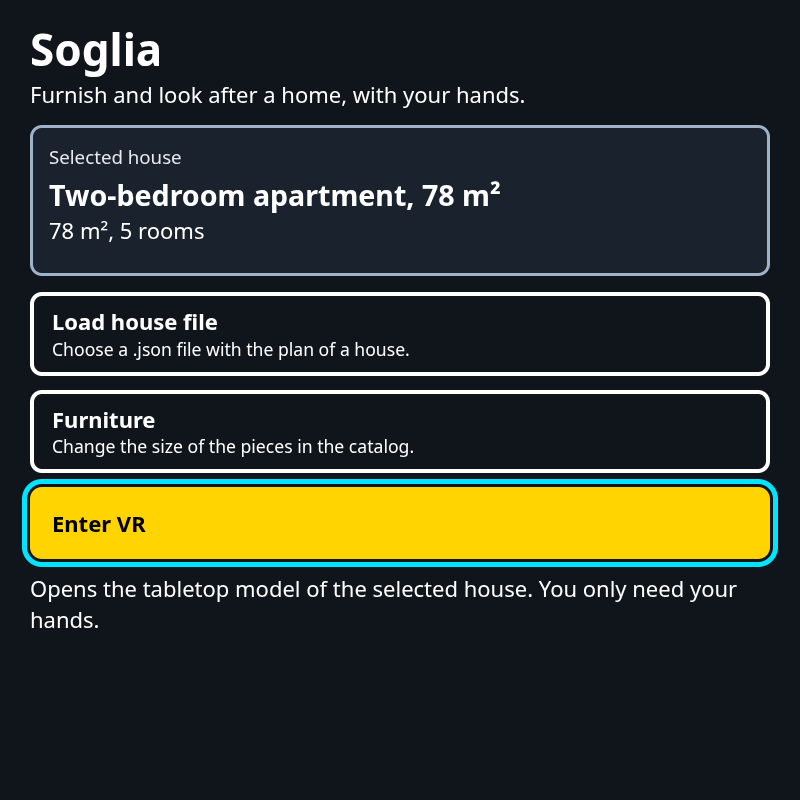 Soglia
Furnish and look after a home, with your hands.
Selected house
Two-bedroom apartment, 78 m²
78 m², 5 rooms
Load house file
Choose a .json file with the plan of a house.
Furniture
Change the size of the pieces in the catalog.
Enter VR
Opens the tabletop model of the selected house. You only need your
hands.